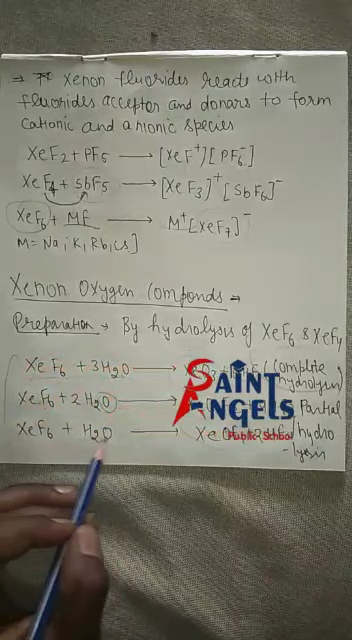 → Xenon fluorides reacts with
fluorides acceptor and donars to form
cationic and anionic species
XeF2 + PF5 → [XeF+][PF6-]
XeF4 + SbF5 → [XeF3]+ [SbF6]-
XeF6 + MF → M+[XeF7]-
M = Na, K, Rb, Cs]
Xenon Oxygen Componds →
Preparation → By hydrolysis of XeF6 & XeF4
XeF6 + 3H2O → (Complete
hydrolysis)
XeF6 + 2H2O → Partial
XeF6 + H2O → hydro
-lysis
SAINT
ANGELS
Public School